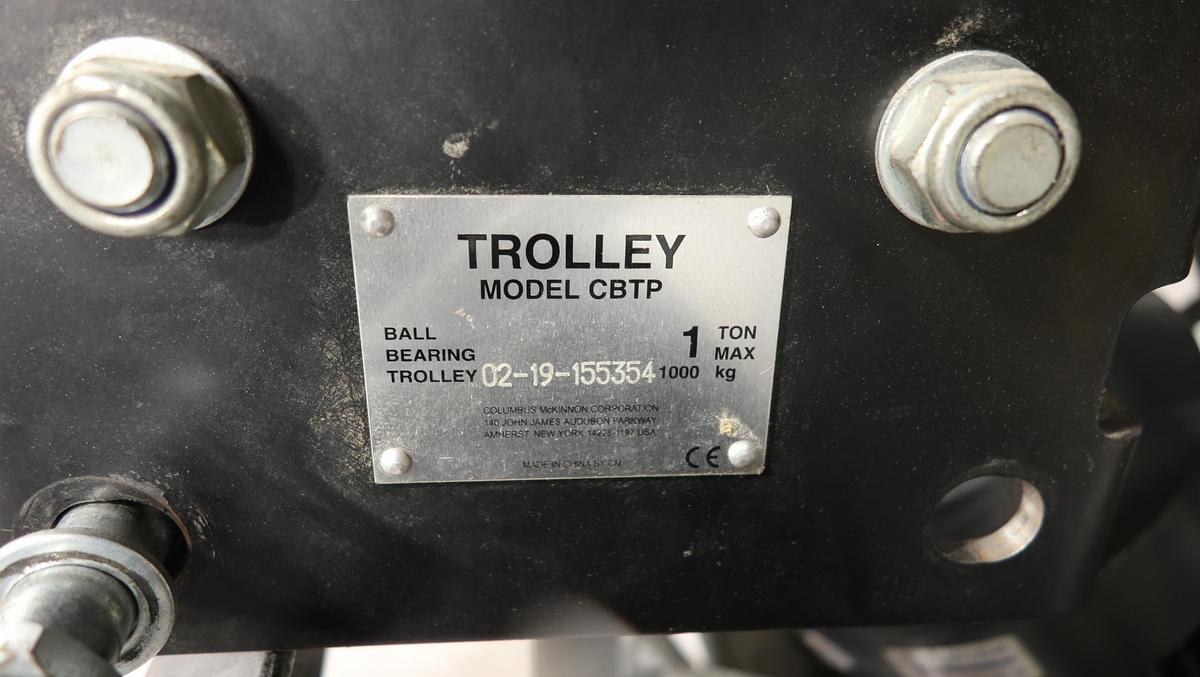 TROLLEY
MODEL CBTP
BALL
BEARING
TROLLEY 02-19-155354
1 TON
MAX
1000 kg
COLUMBUS McKINNON CORPORATION
140 JOHN JAMES AUDUBON PARKWAY
AMHERST NEW YORK 14228-1197 USA
MADE IN CHINA BY CM
CE